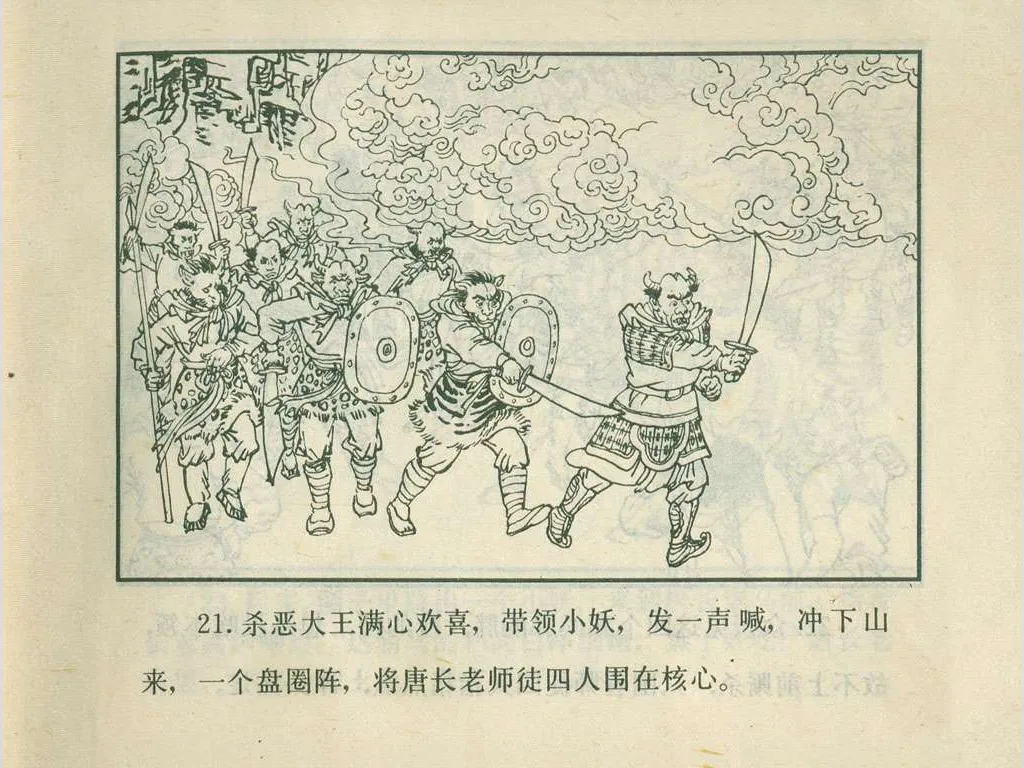 21. 杀恶大王满心欢喜，带领小妖，发一声喊，冲下山
来，一个盘圈阵，将唐长老师徒四人围在核心。